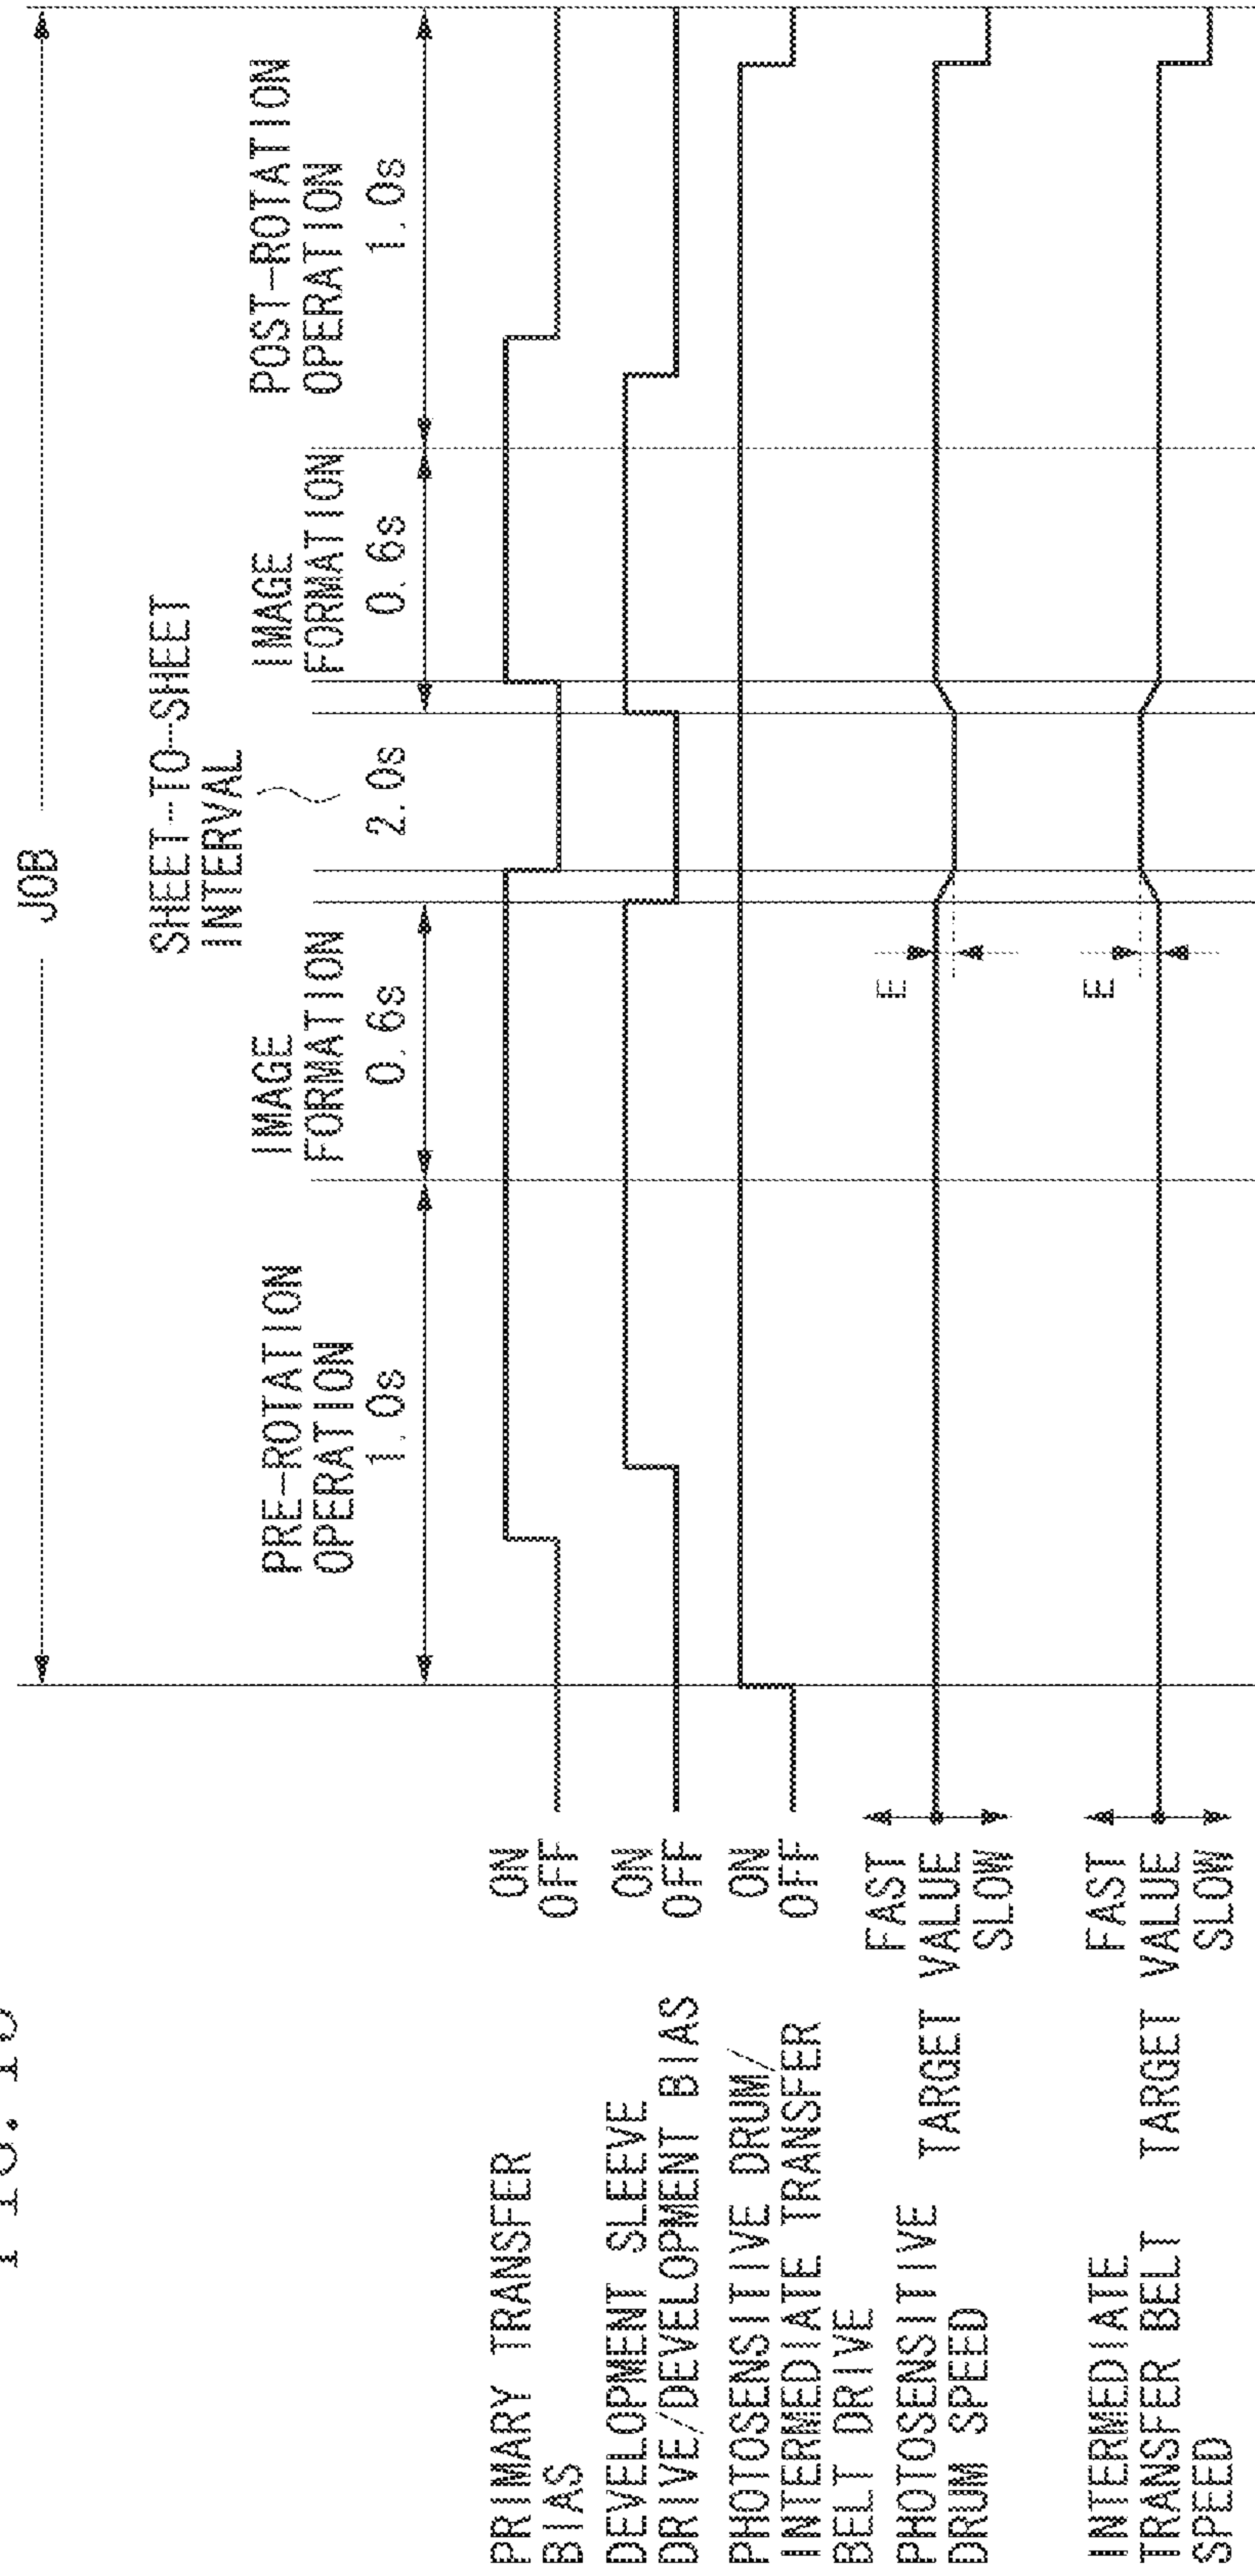 JOB
SHEET-TO-SHEET
INTERVAL
PRE-ROTATION
OPERATION
1.0s
IMAGE
FORMATION
0.6s
2.0s
IMAGE
FORMATION
0.6s
POST-ROTATION
OPERATION
1.0s
PRIMARY TRANSFER
BIAS
ON
OFF
DEVELOPMENT SLEEVE
DRIVE/DEVELOPMENT BIAS
ON
OFF
PHOTOSENSITIVE DRUM/
INTERMEDIATE TRANSFER
BELT DRIVE
ON
OFF
PHOTOSENSITIVE
DRUM SPEED
FAST
TARGET VALUE
SLOW
E
INTERMEDIATE
TRANSFER BELT
SPEED
FAST
TARGET VALUE
SLOW
E